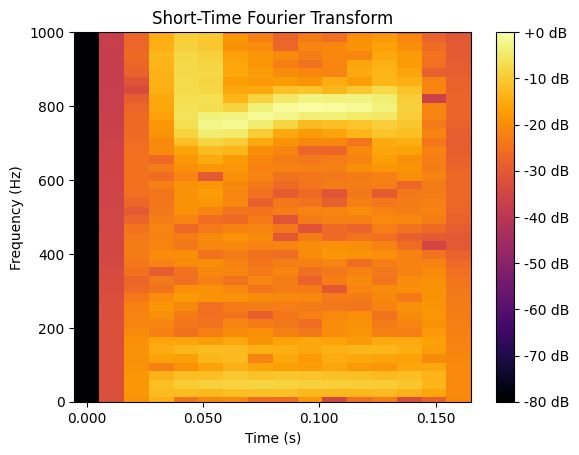 Short-Time Fourier Transform
Frequency (Hz)
1000
800
600
400
200
0
0.000
0.050
0.100
0.150
Time (s)
+0 dB
-10 dB
-20 dB
-30 dB
-40 dB
-50 dB
-60 dB
-70 dB
-80 dB